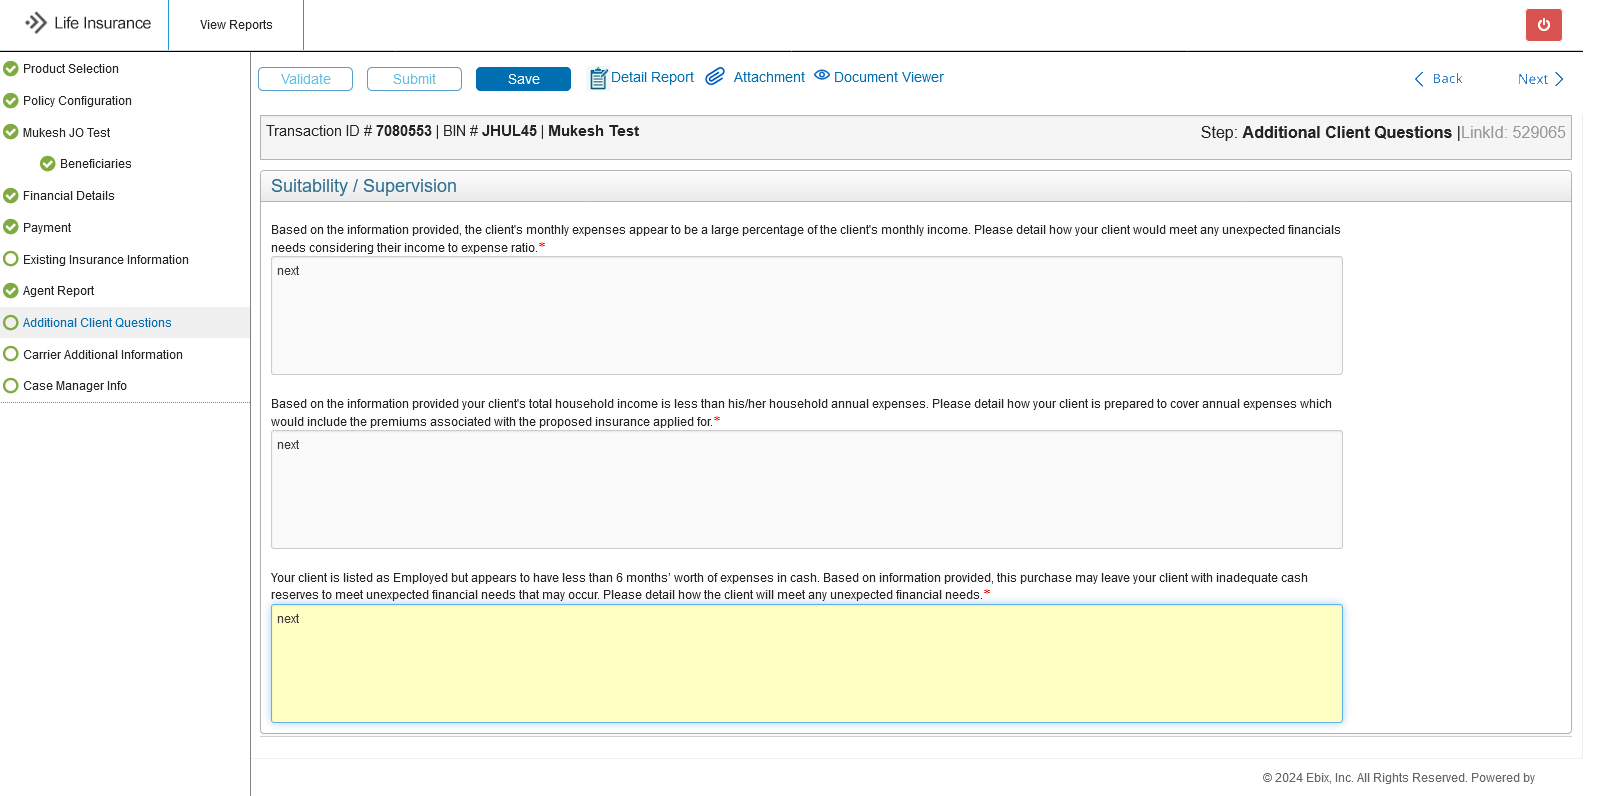 Life Insurance
View Reports
Product Selection
Policy Configuration
Mukesh JO Test
Beneficiaries
Financial Details
Payment
Existing Insurance Information
Agent Report
Additional Client Questions
Carrier Additional Information
Case Manager Info
Validate
Submit
Save
Detail Report
Attachment
Document Viewer
Back
Next
Transaction ID # 7080553 | BIN # JHUL45 | Mukesh Test
Step: Additional Client Questions |LinkId: 529065
Suitability / Supervision
Based on the information provided, the client's monthly expenses appear to be a large percentage of the client's monthly income. Please detail how your client would meet any unexpected financials
needs considering their income to expense ratio.*
next
Based on the information provided your client's total household income is less than his/her household annual expenses. Please detail how your client is prepared to cover annual expenses which
would include the premiums associated with the proposed insurance applied for.*
next
Your client is listed as Employed but appears to have less than 6 months’ worth of expenses in cash. Based on information provided, this purchase may leave your client with inadequate cash
reserves to meet unexpected financial needs that may occur. Please detail how the client will meet any unexpected financial needs.*
next
© 2024 Ebix, Inc. All Rights Reserved. Powered by